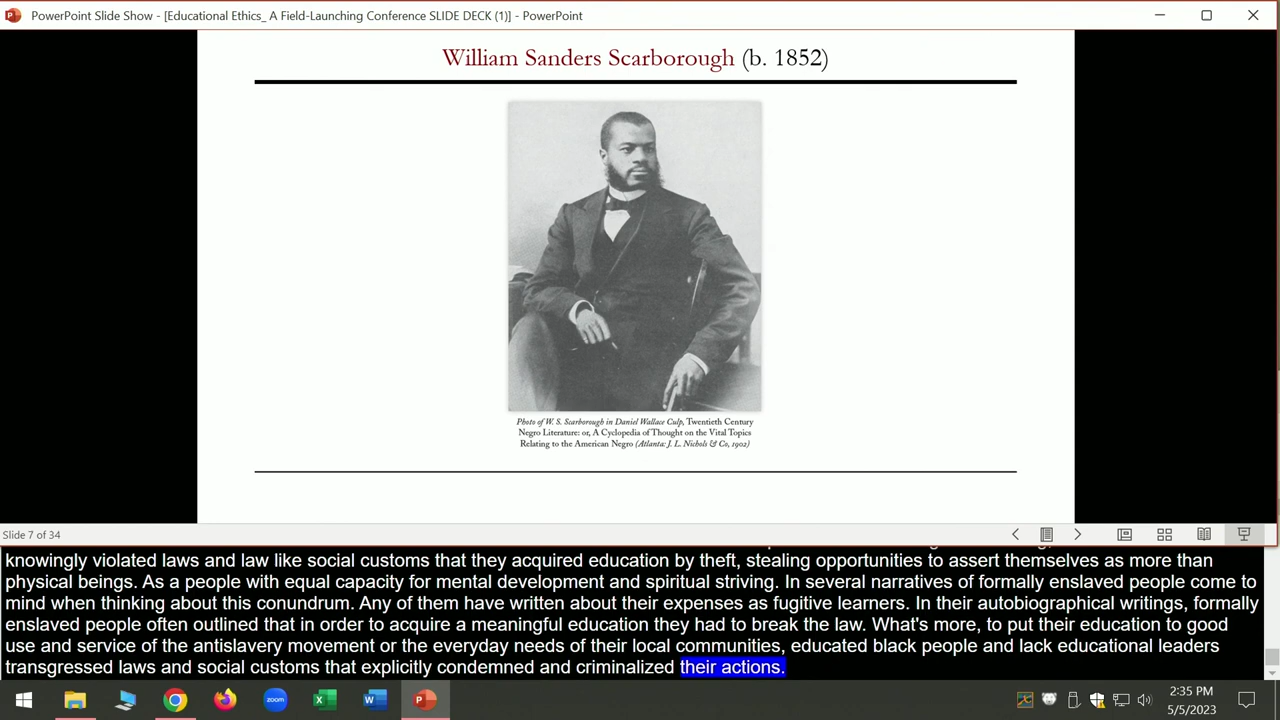 PowerPoint Slide Show - [Educational Ethics_ A Field-Launching Conference SLIDE DECK (1)] - PowerPoint
William Sanders Scarborough (b. 1852)
Photo of W. S. Scarborough in Daniel Wallace Culp, Twentieth Century
Negro Literature: or, A Cyclopedia of Thought on the Vital Topics
Relating to the American Negro (Atlanta: J. L. Nichols & Co, 1902)
Slide 7 of 34
knowingly violated laws and law like social customs that they acquired education by theft, stealing opportunities to assert themselves as more than
physical beings. As a people with equal capacity for mental development and spiritual striving. In several narratives of formally enslaved people come to
mind when thinking about this conundrum. Any of them have written about their expenses as fugitive learners. In their autobiographical writings, formally
enslaved people often outlined that in order to acquire a meaningful education they had to break the law. What's more, to put their education to good
use and service of the antislavery movement or the everyday needs of their local communities, educated black people and lack educational leaders
transgressed laws and social customs that explicitly condemned and criminalized their actions.
zoom
2:35 PM
5/5/2023